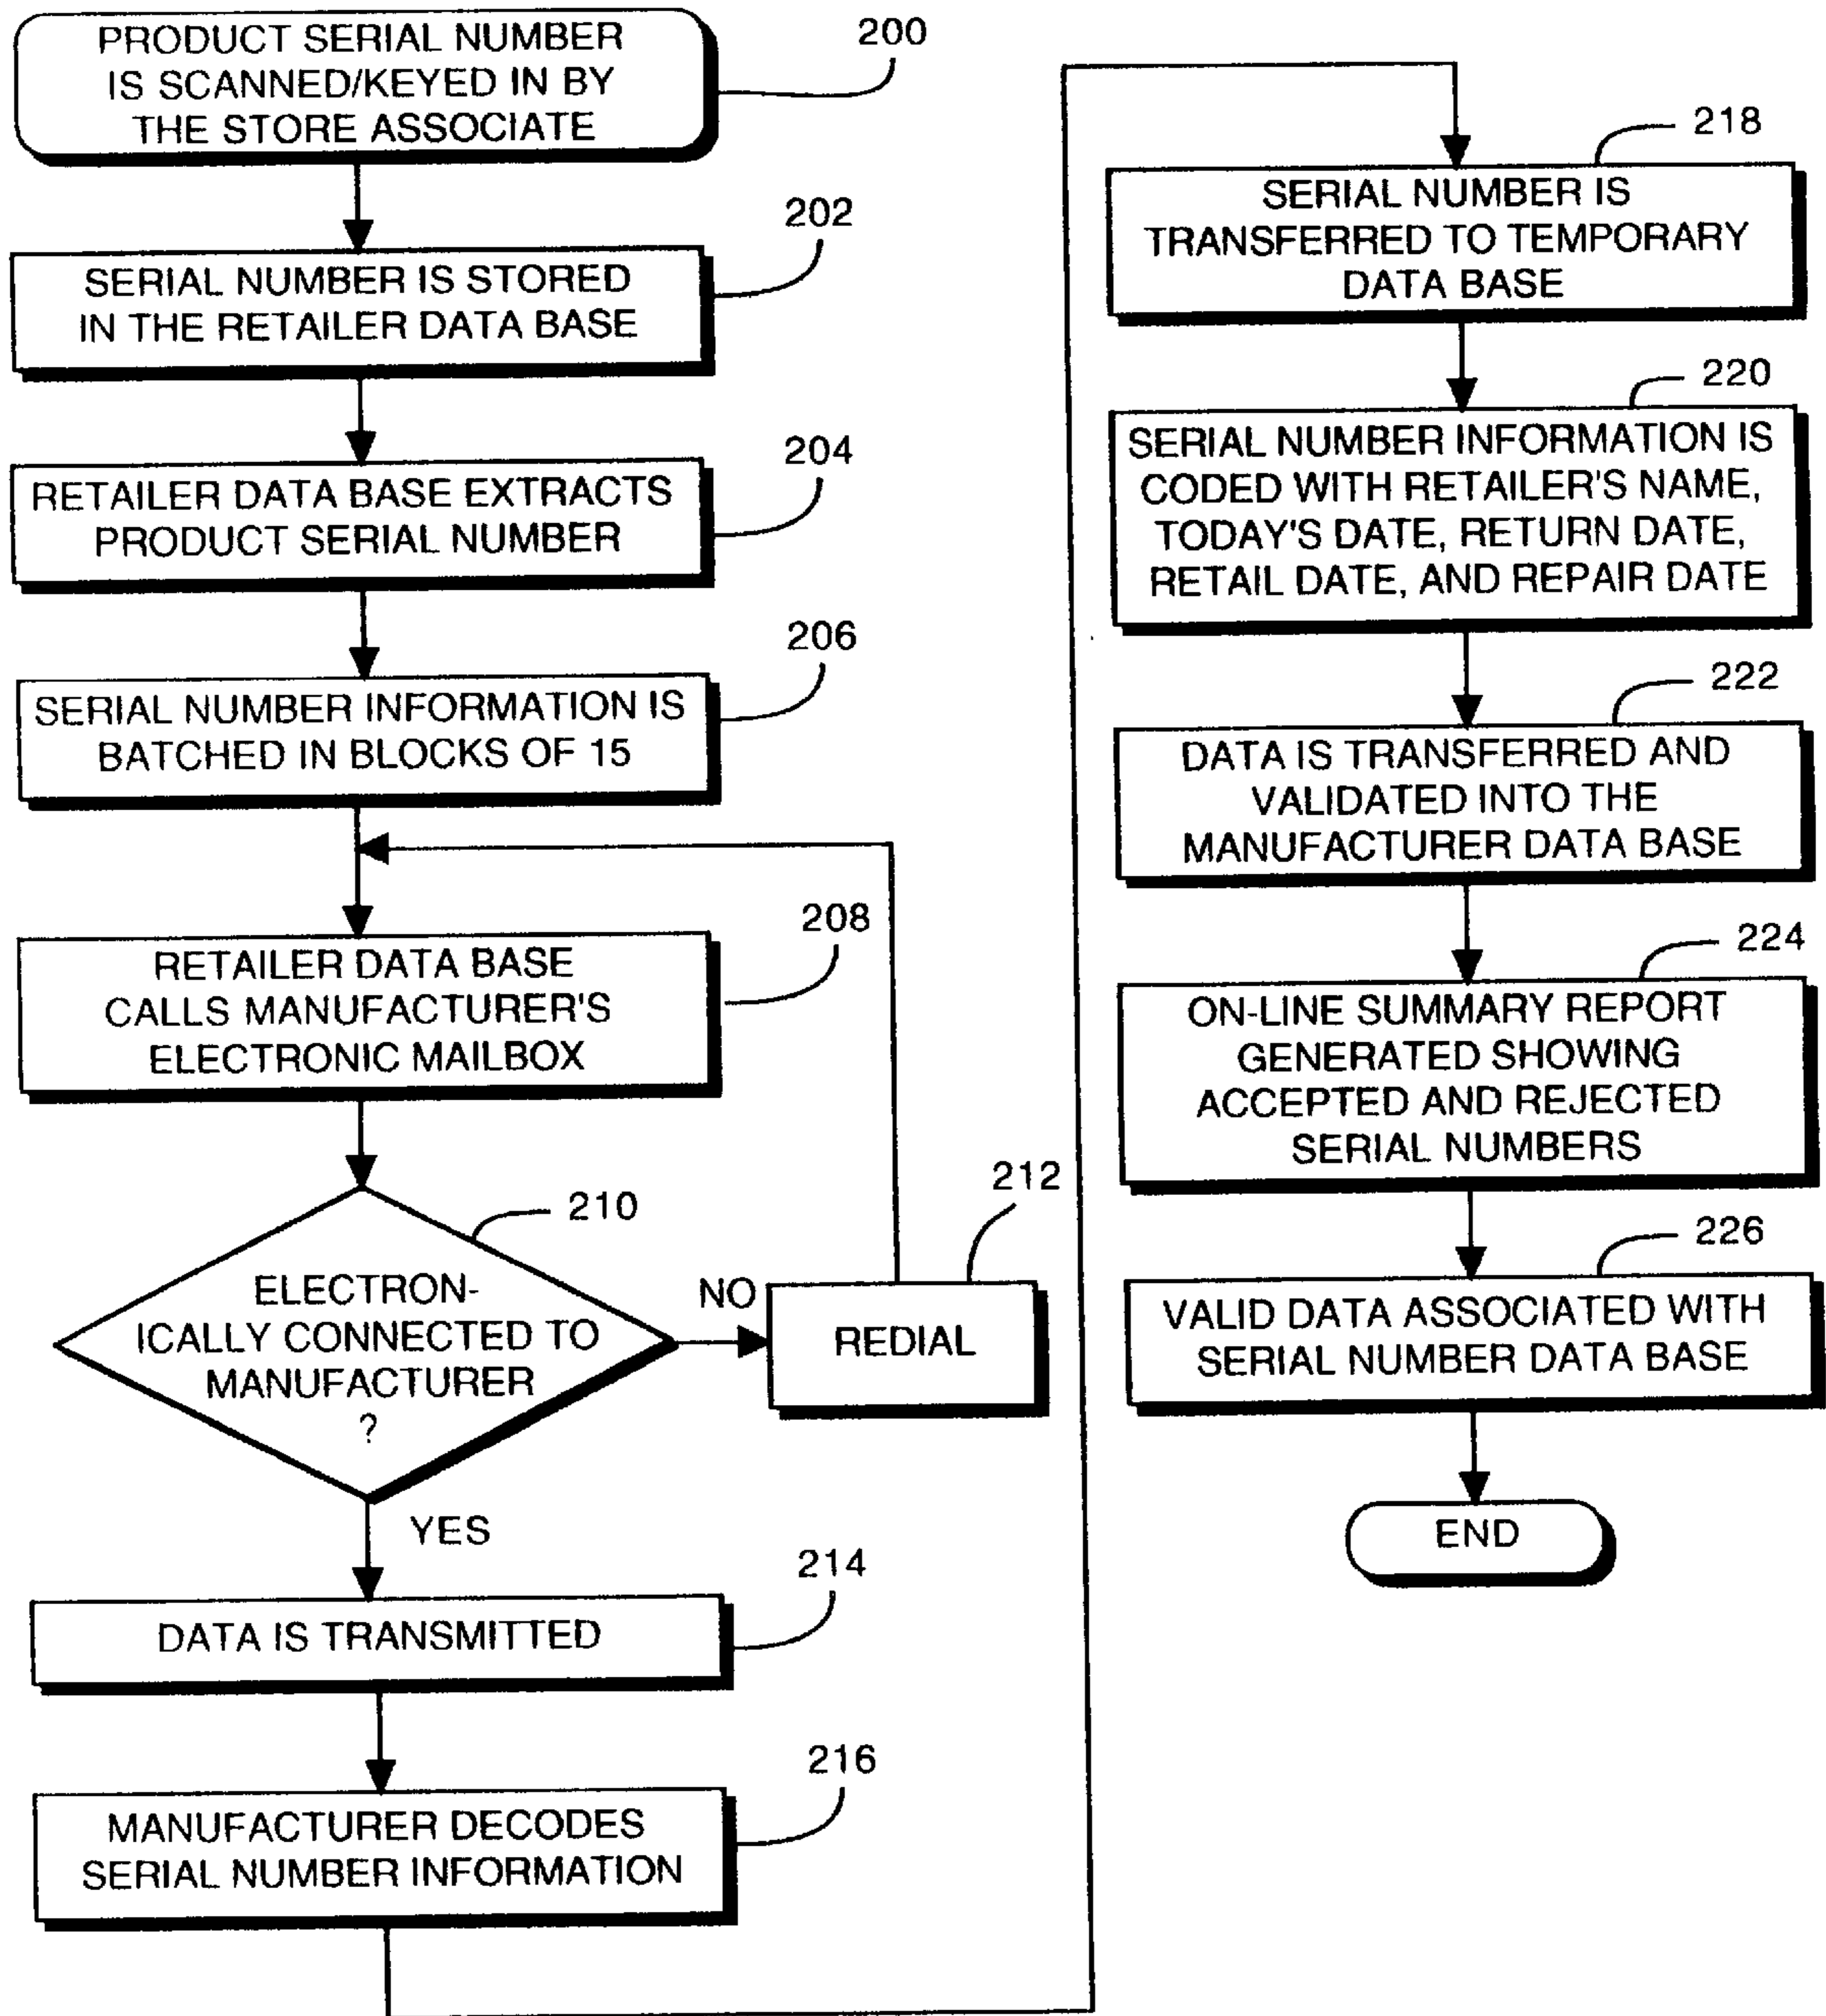 PRODUCT SERIAL NUMBER
IS SCANNED/KEYED IN BY
THE STORE ASSOCIATE
200
SERIAL NUMBER IS STORED
IN THE RETAILER DATA BASE
202
RETAILER DATA BASE EXTRACTS
PRODUCT SERIAL NUMBER
204
SERIAL NUMBER INFORMATION IS
BATCHED IN BLOCKS OF 15
206
RETAILER DATA BASE
CALLS MANUFACTURER'S
ELECTRONIC MAILBOX
208
ELECTRON-
ICALLY CONNECTED TO
MANUFACTURER
?
210
NO
REDIAL
212
YES
DATA IS TRANSMITTED
214
MANUFACTURER DECODES
SERIAL NUMBER INFORMATION
216
SERIAL NUMBER IS
TRANSFERRED TO TEMPORARY
DATA BASE
218
SERIAL NUMBER INFORMATION IS
CODED WITH RETAILER'S NAME,
TODAY'S DATE, RETURN DATE,
RETAIL DATE, AND REPAIR DATE
220
DATA IS TRANSFERRED AND
VALIDATED INTO THE
MANUFACTURER DATA BASE
222
ON-LINE SUMMARY REPORT
GENERATED SHOWING
ACCEPTED AND REJECTED
SERIAL NUMBERS
224
VALID DATA ASSOCIATED WITH
SERIAL NUMBER DATA BASE
226
END